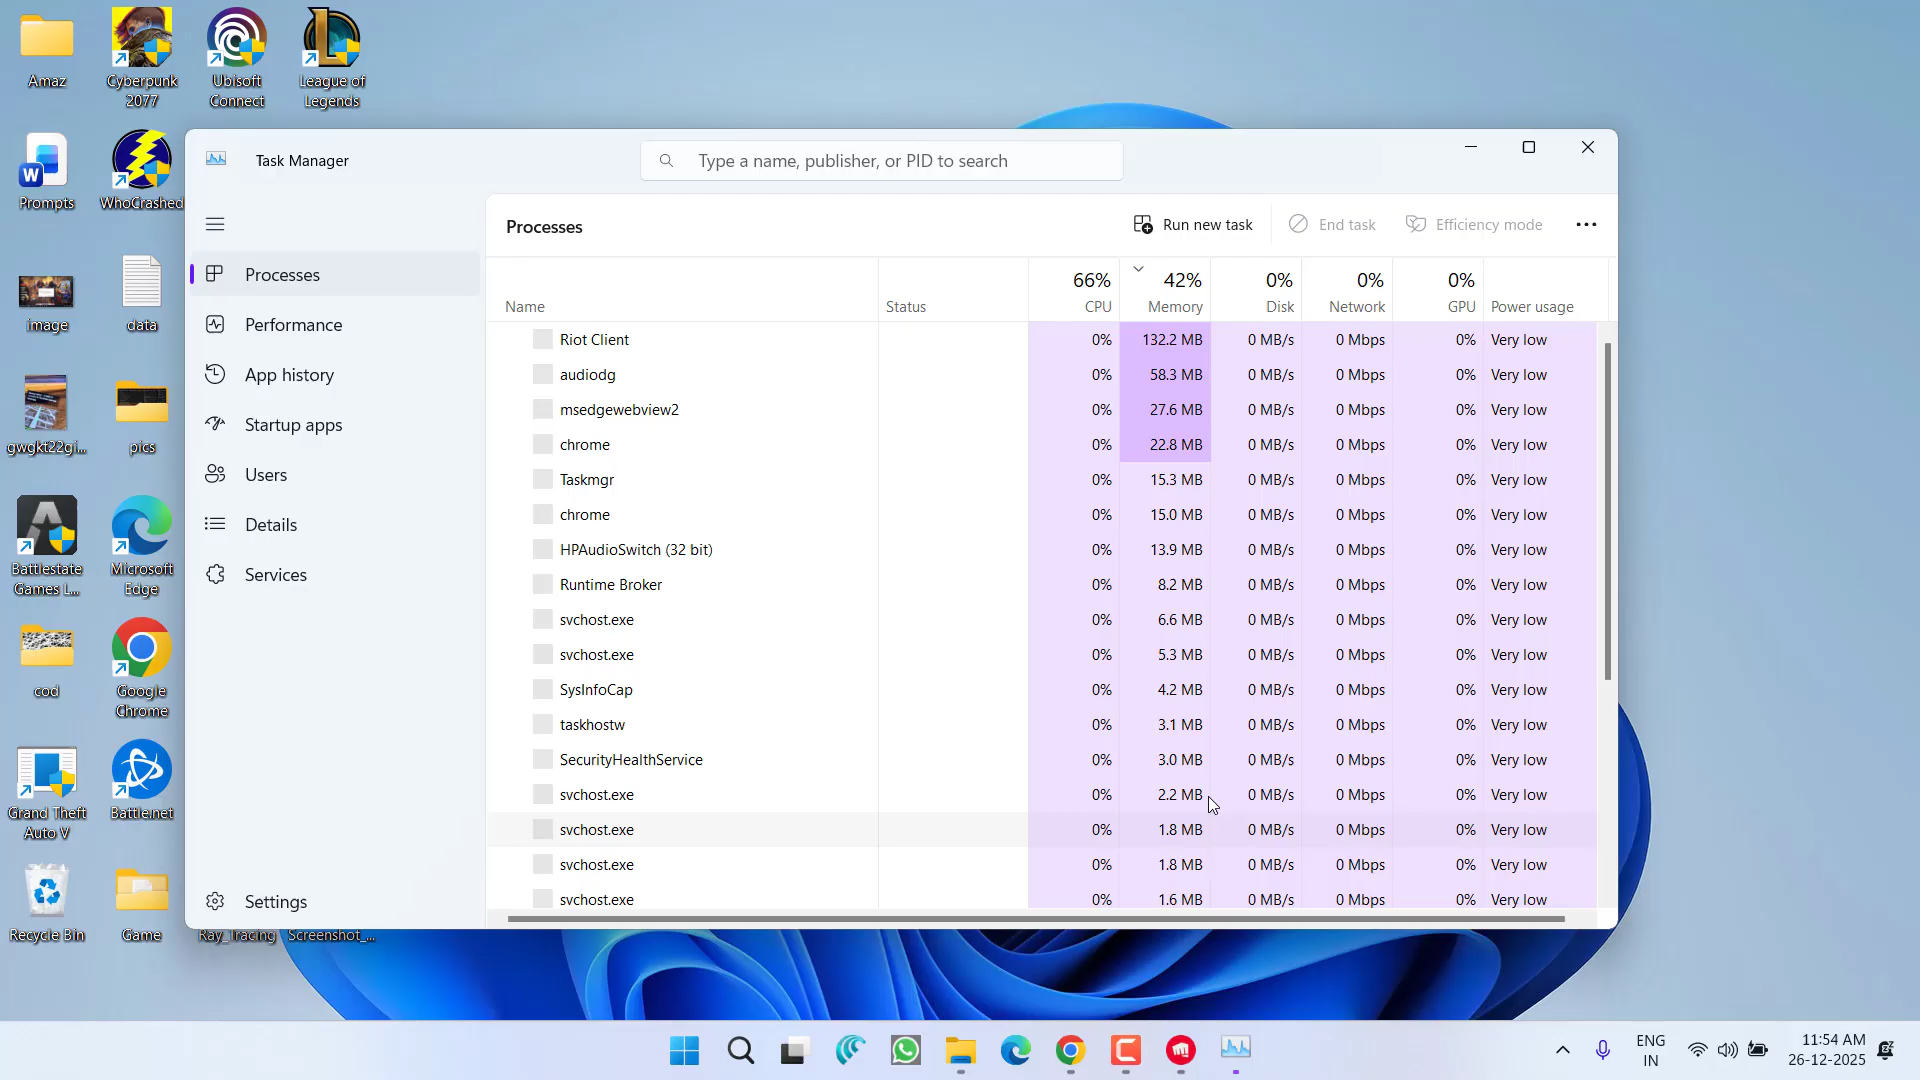 Amaz
Cyberpunk
2077
Ubisoft
Connect
League of
Legends
Prompts
WhoCrashed
image
data
gwgkt22gi...
pics
Battlestate
Games L...
Microsoft
Edge
cod
Google
Chrome
Grand Theft
Auto V
Battle.net
Recycle Bin
Game
Ray_Tracing
Screenshot_...
Task Manager
Type a name, publisher, or PID to search
Processes
Performance
App history
Startup apps
Users
Details
Services
Settings
Processes
Run new task
End task
Efficiency mode
66% 42% 0% 0% 0%
Name Status CPU Memory Disk Network GPU Power usage
Riot Client 0% 132.2 MB 0 MB/s 0 Mbps 0% Very low
audiodg 0% 58.3 MB 0 MB/s 0 Mbps 0% Very low
msedgewebview2 0% 27.6 MB 0 MB/s 0 Mbps 0% Very low
chrome 0% 22.8 MB 0 MB/s 0 Mbps 0% Very low
Taskmgr 0% 15.3 MB 0 MB/s 0 Mbps 0% Very low
chrome 0% 15.0 MB 0 MB/s 0 Mbps 0% Very low
HPAudioSwitch (32 bit) 0% 13.9 MB 0 MB/s 0 Mbps 0% Very low
Runtime Broker 0% 8.2 MB 0 MB/s 0 Mbps 0% Very low
svchost.exe 0% 6.6 MB 0 MB/s 0 Mbps 0% Very low
svchost.exe 0% 5.3 MB 0 MB/s 0 Mbps 0% Very low
SysInfoCap 0% 4.2 MB 0 MB/s 0 Mbps 0% Very low
taskhostw 0% 3.1 MB 0 MB/s 0 Mbps 0% Very low
SecurityHealthService 0% 3.0 MB 0 MB/s 0 Mbps 0% Very low
svchost.exe 0% 2.2 MB 0 MB/s 0 Mbps 0% Very low
svchost.exe 0% 1.8 MB 0 MB/s 0 Mbps 0% Very low
svchost.exe 0% 1.8 MB 0 MB/s 0 Mbps 0% Very low
svchost.exe 0% 1.6 MB 0 MB/s 0 Mbps 0% Very low
ENG
IN
11:54 AM
26-12-2025